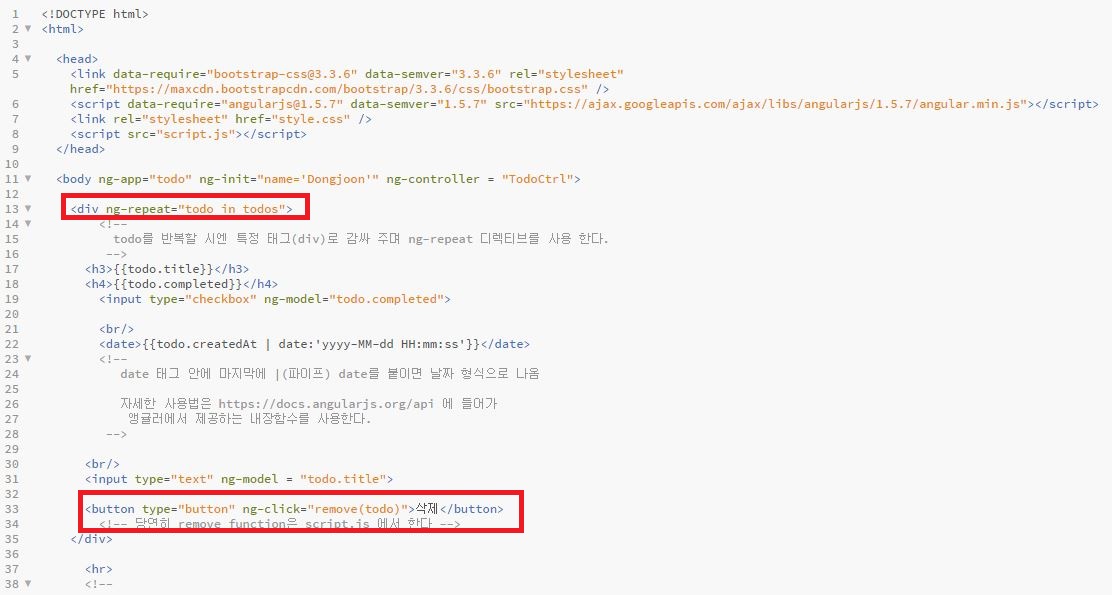 1 <!DOCTYPE html>
2 <html>
3
4 <head>
5 <link data-require="bootstrap-css@3.3.6" data-semver="3.3.6" rel="stylesheet"
href="https://maxcdn.bootstrapcdn.com/bootstrap/3.3.6/css/bootstrap.css" />
6 <script data-require="angularjs@1.5.7" data-semver="1.5.7" src="https://ajax.googleapis.com/ajax/libs/angularjs/1.5.7/angular.min.js"></script>
7 <link rel="stylesheet" href="style.css" />
8 <script src="script.js"></script>
9 </head>
10
11 <body ng-app="todo" ng-init="name='Dongjoon'" ng-controller = "TodoCtrl">
12
13 <div ng-repeat="todo in todos">
14 <!--
15 todo를 반복할 시엔 특정 태그(div)로 감싸 주며 ng-repeat 디렉티브를 사용 한다.
16 -->
17 <h3>{{todo.title}}</h3>
18 <h4>{{todo.completed}}</h4>
19 <input type="checkbox" ng-model="todo.completed">
20
21 <br/>
22 <date>{{todo.createdAt | date:'yyyy-MM-dd HH:mm:ss'}}</date>
23 <!--
24 date 태그 안에 마지막에 |(파이프) date를 붙이면 날짜 형식으로 나옴
25
26 자세한 사용법은 https://docs.angularjs.org/api 에 들어가
27 앵귤러에서 제공하는 내장함수를 사용한다.
28 -->
29
30 <br/>
31 <input type="text" ng-model = "todo.title">
32
33 <button type="button" ng-click="remove(todo)">삭제</button>
34 <!-- 당연히 remove function은 script.js 에서 한다 -->
35 </div>
36
37 <hr>
38 <!--